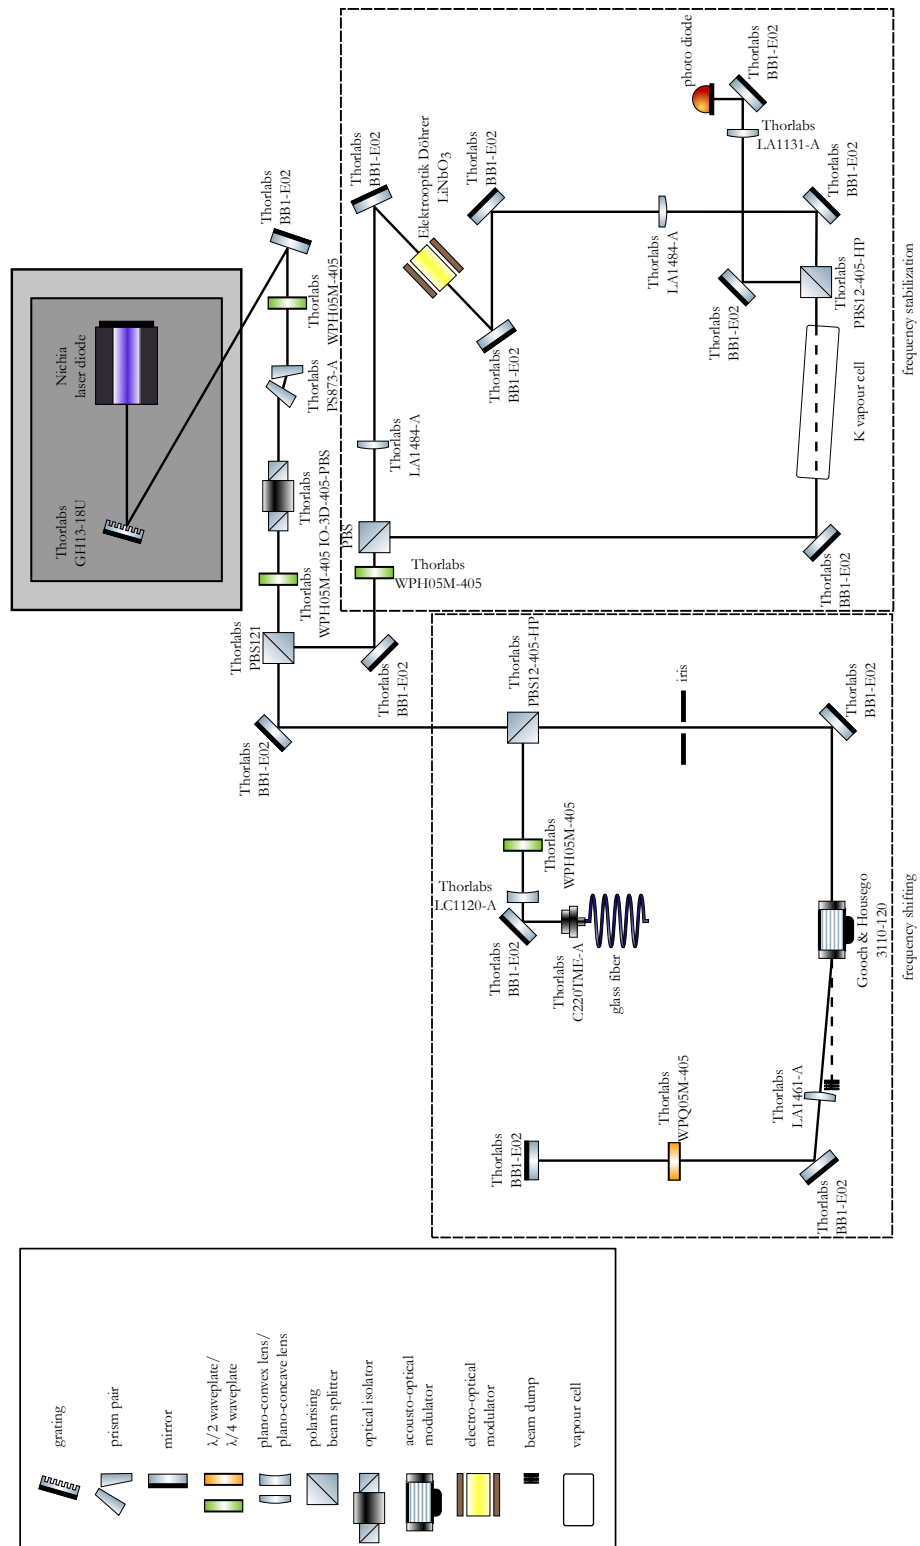 Nichia
laser diode
Thorlabs
GH13-18U
Thorlabs
BB1-E02
Thorlabs
WPH05M-405
Thorlabs
PS873-A
Thorlabs
IO-3D-405-PBS
Thorlabs
WPH05M-405
Thorlabs
PBS121
Thorlabs
BB1-E02
Thorlabs
BB1-E02
Thorlabs
WPH05M-405
PBS
Thorlabs
LA1484-A
Thorlabs
BB1-E02
Elektrooptik Döhrer
LiNbO3
Thorlabs
BB1-E02
Thorlabs
BB1-E02
Thorlabs
LA1484-A
Thorlabs
BB1-E02
Thorlabs
PBS12-405-HP
Thorlabs
BB1-E02
Thorlabs
LA1131-A
Thorlabs
BB1-E02
photo diode
K vapour cell
Thorlabs
BB1-E02
frequency stabilization
Thorlabs
PBS12-405-HP
iris
Thorlabs
BB1-E02
Thorlabs
WPH05M-405
Thorlabs
LC1120-A
Thorlabs
BB1-E02
Thorlabs
C220TME-A
glass fiber
Gooch & Housego
3110-120
Thorlabs
LA1461-A
Thorlabs
BB1-E02
Thorlabs
WPQ05M-405
Thorlabs
BB1-E02
frequency shifting
grating
prism pair
mirror
λ/2 waveplate/
λ/4 waveplate
plano-convex lens/
plano-concave lens
polarising
beam splitter
optical isolator
acousto-optical
modulator
electro-optical
modulator
beam dump
vapour cell